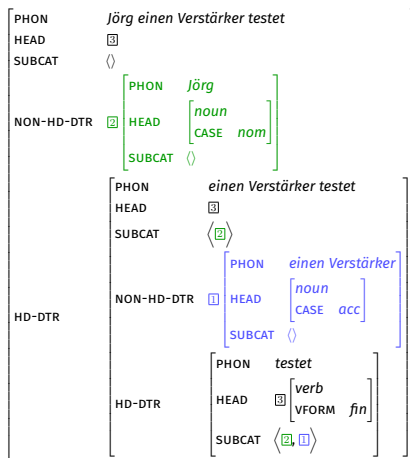 PHON Jörg einen Verstärker testet
HEAD 3
SUBCAT ⟨⟩
NON-HD-DTR 2
PHON Jörg
HEAD noun
CASE nom
SUBCAT ⟨⟩
HD-DTR
PHON einen Verstärker testet
HEAD 3
SUBCAT ⟨2⟩
NON-HD-DTR 1
PHON einen Verstärker
HEAD noun
CASE acc
SUBCAT ⟨⟩
HD-DTR
PHON testet
HEAD 3 verb
VFORM fin
SUBCAT ⟨2, 1⟩